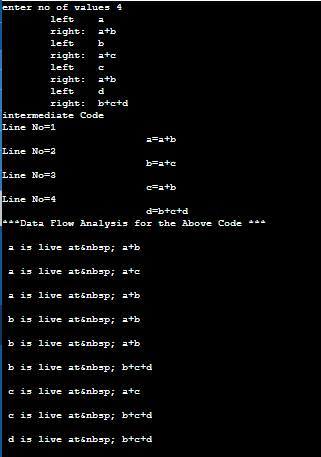 enter no of values 4
left a
right: a+b
left b
right: a+c
left c
right: a+b
left d
right: b+c+d
intermediate Code
Line No=1
a=a+b
Line No=2
b=a+c
Line No=3
c=a+b
Line No=4
d=b+c+d
***Data Flow Analysis for the Above Code ***
a is live at&nbsp; a+b
a is live at&nbsp; a+c
a is live at&nbsp; a+b
b is live at&nbsp; a+b
b is live at&nbsp; a+b
b is live at&nbsp; b+c+d
c is live at&nbsp; a+c
c is live at&nbsp; b+c+d
d is live at&nbsp; b+c+d